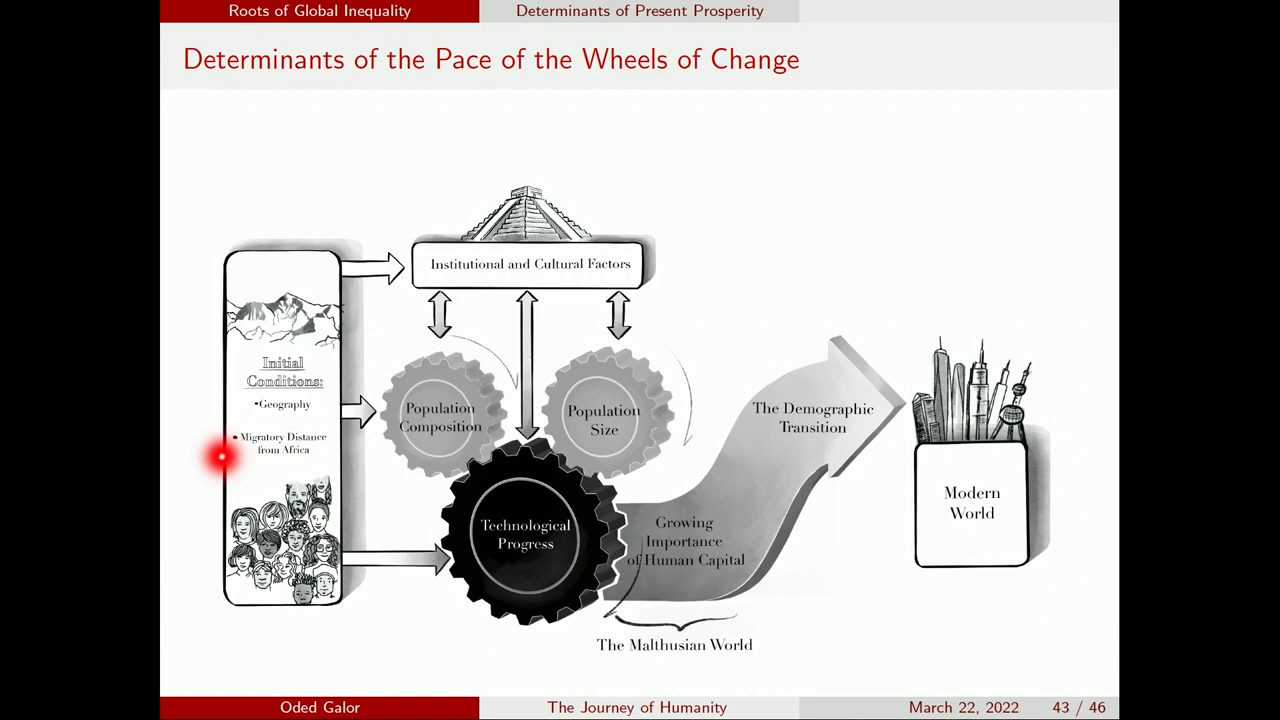 Roots of Global Inequality
Determinants of Present Prosperity
Determinants of the Pace of the Wheels of Change
Institutional and Cultural Factors
Initial
Conditions:
•Geography
• Migratory Distance
from Africa
Population
Composition
Population
Size
Technological
Progress
The Demographic
Transition
Growing
Importance
of Human Capital
The Malthusian World
Modern
World
Oded Galor
The Journey of Humanity
March 22, 2022
43 / 46